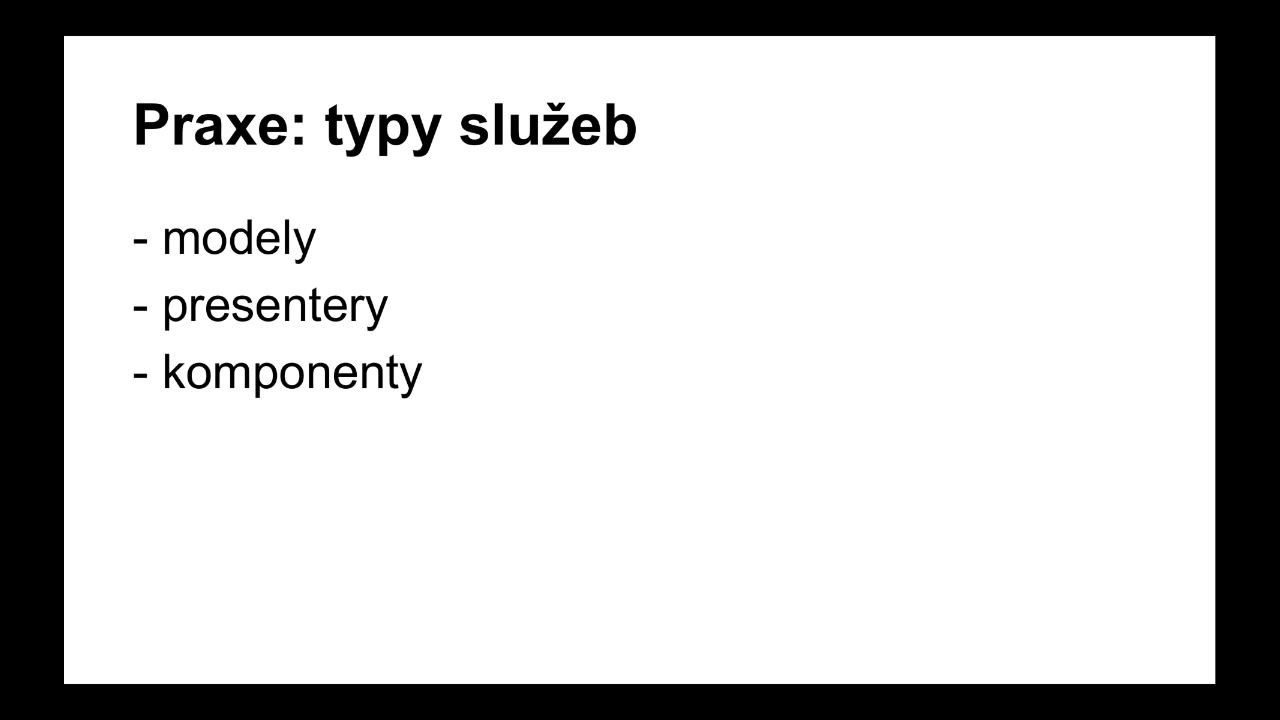 Praxe: typy služeb
- modely
- presentery
- komponenty